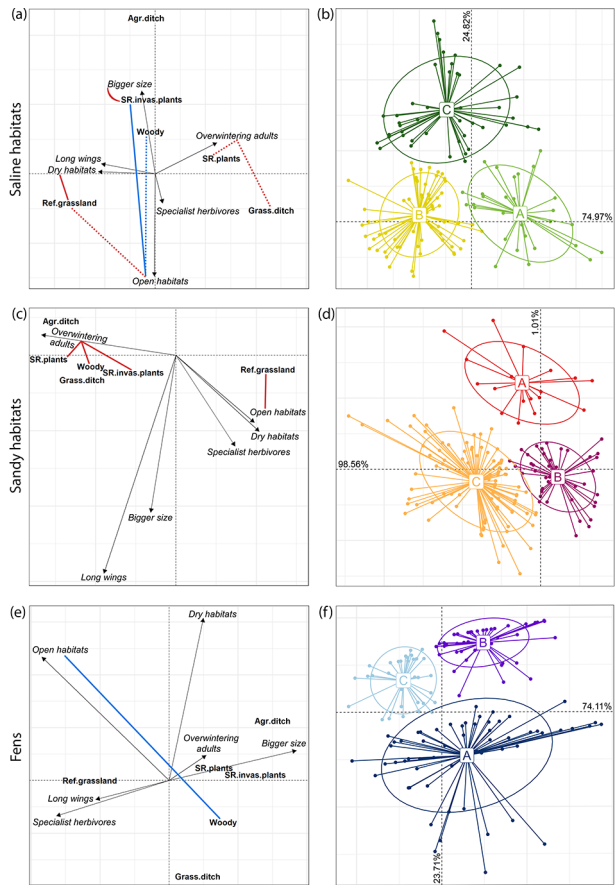 (a)
Agr.ditch
Bigger size
SR.invas.plants
Woody
Overwintering adults
SR.plants
Long wings
Dry habitats
Ref.grassland
Specialist herbivores
Grass.ditch
Open habitats
Saline habitats
(b)
24.82%
C
B
A
74.97%
(c)
Agr.ditch
Overwintering
adults
SR.plants
Woody
Grass.ditch
SR.invas.plants
Ref.grassland
Open habitats
Dry habitats
Specialist herbivores
Bigger size
Long wings
Sandy habitats
(d)
1.01%
A
98.56%
C
B
(e)
Dry habitats
Open habitats
Agr.ditch
Overwintering
adults
Bigger size
SR.plants
SR.invas.plants
Ref.grassland
Long wings
Specialist herbivores
Woody
Grass.ditch
Fens
(f)
B
C
74.11%
A
23.71%